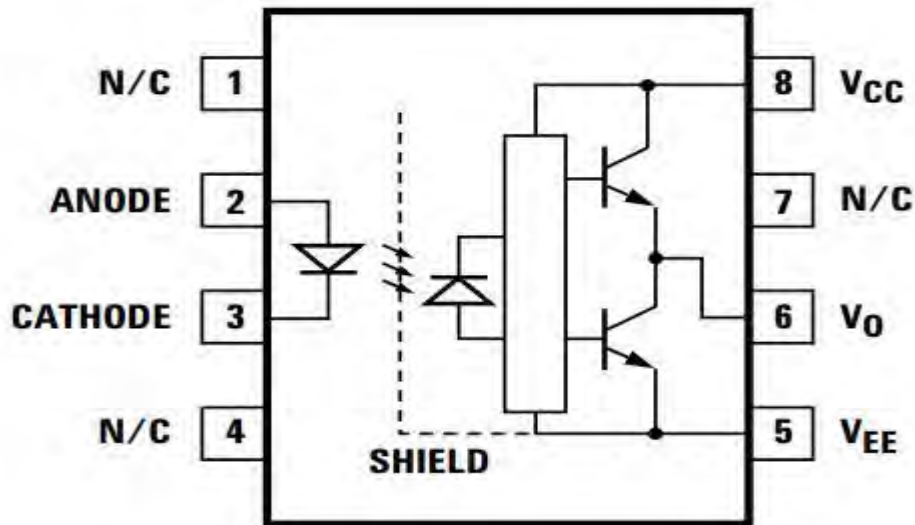 N/C 1
8 VCC
ANODE 2
7 N/C
CATHODE 3
6 VO
N/C 4
5 VEE
SHIELD